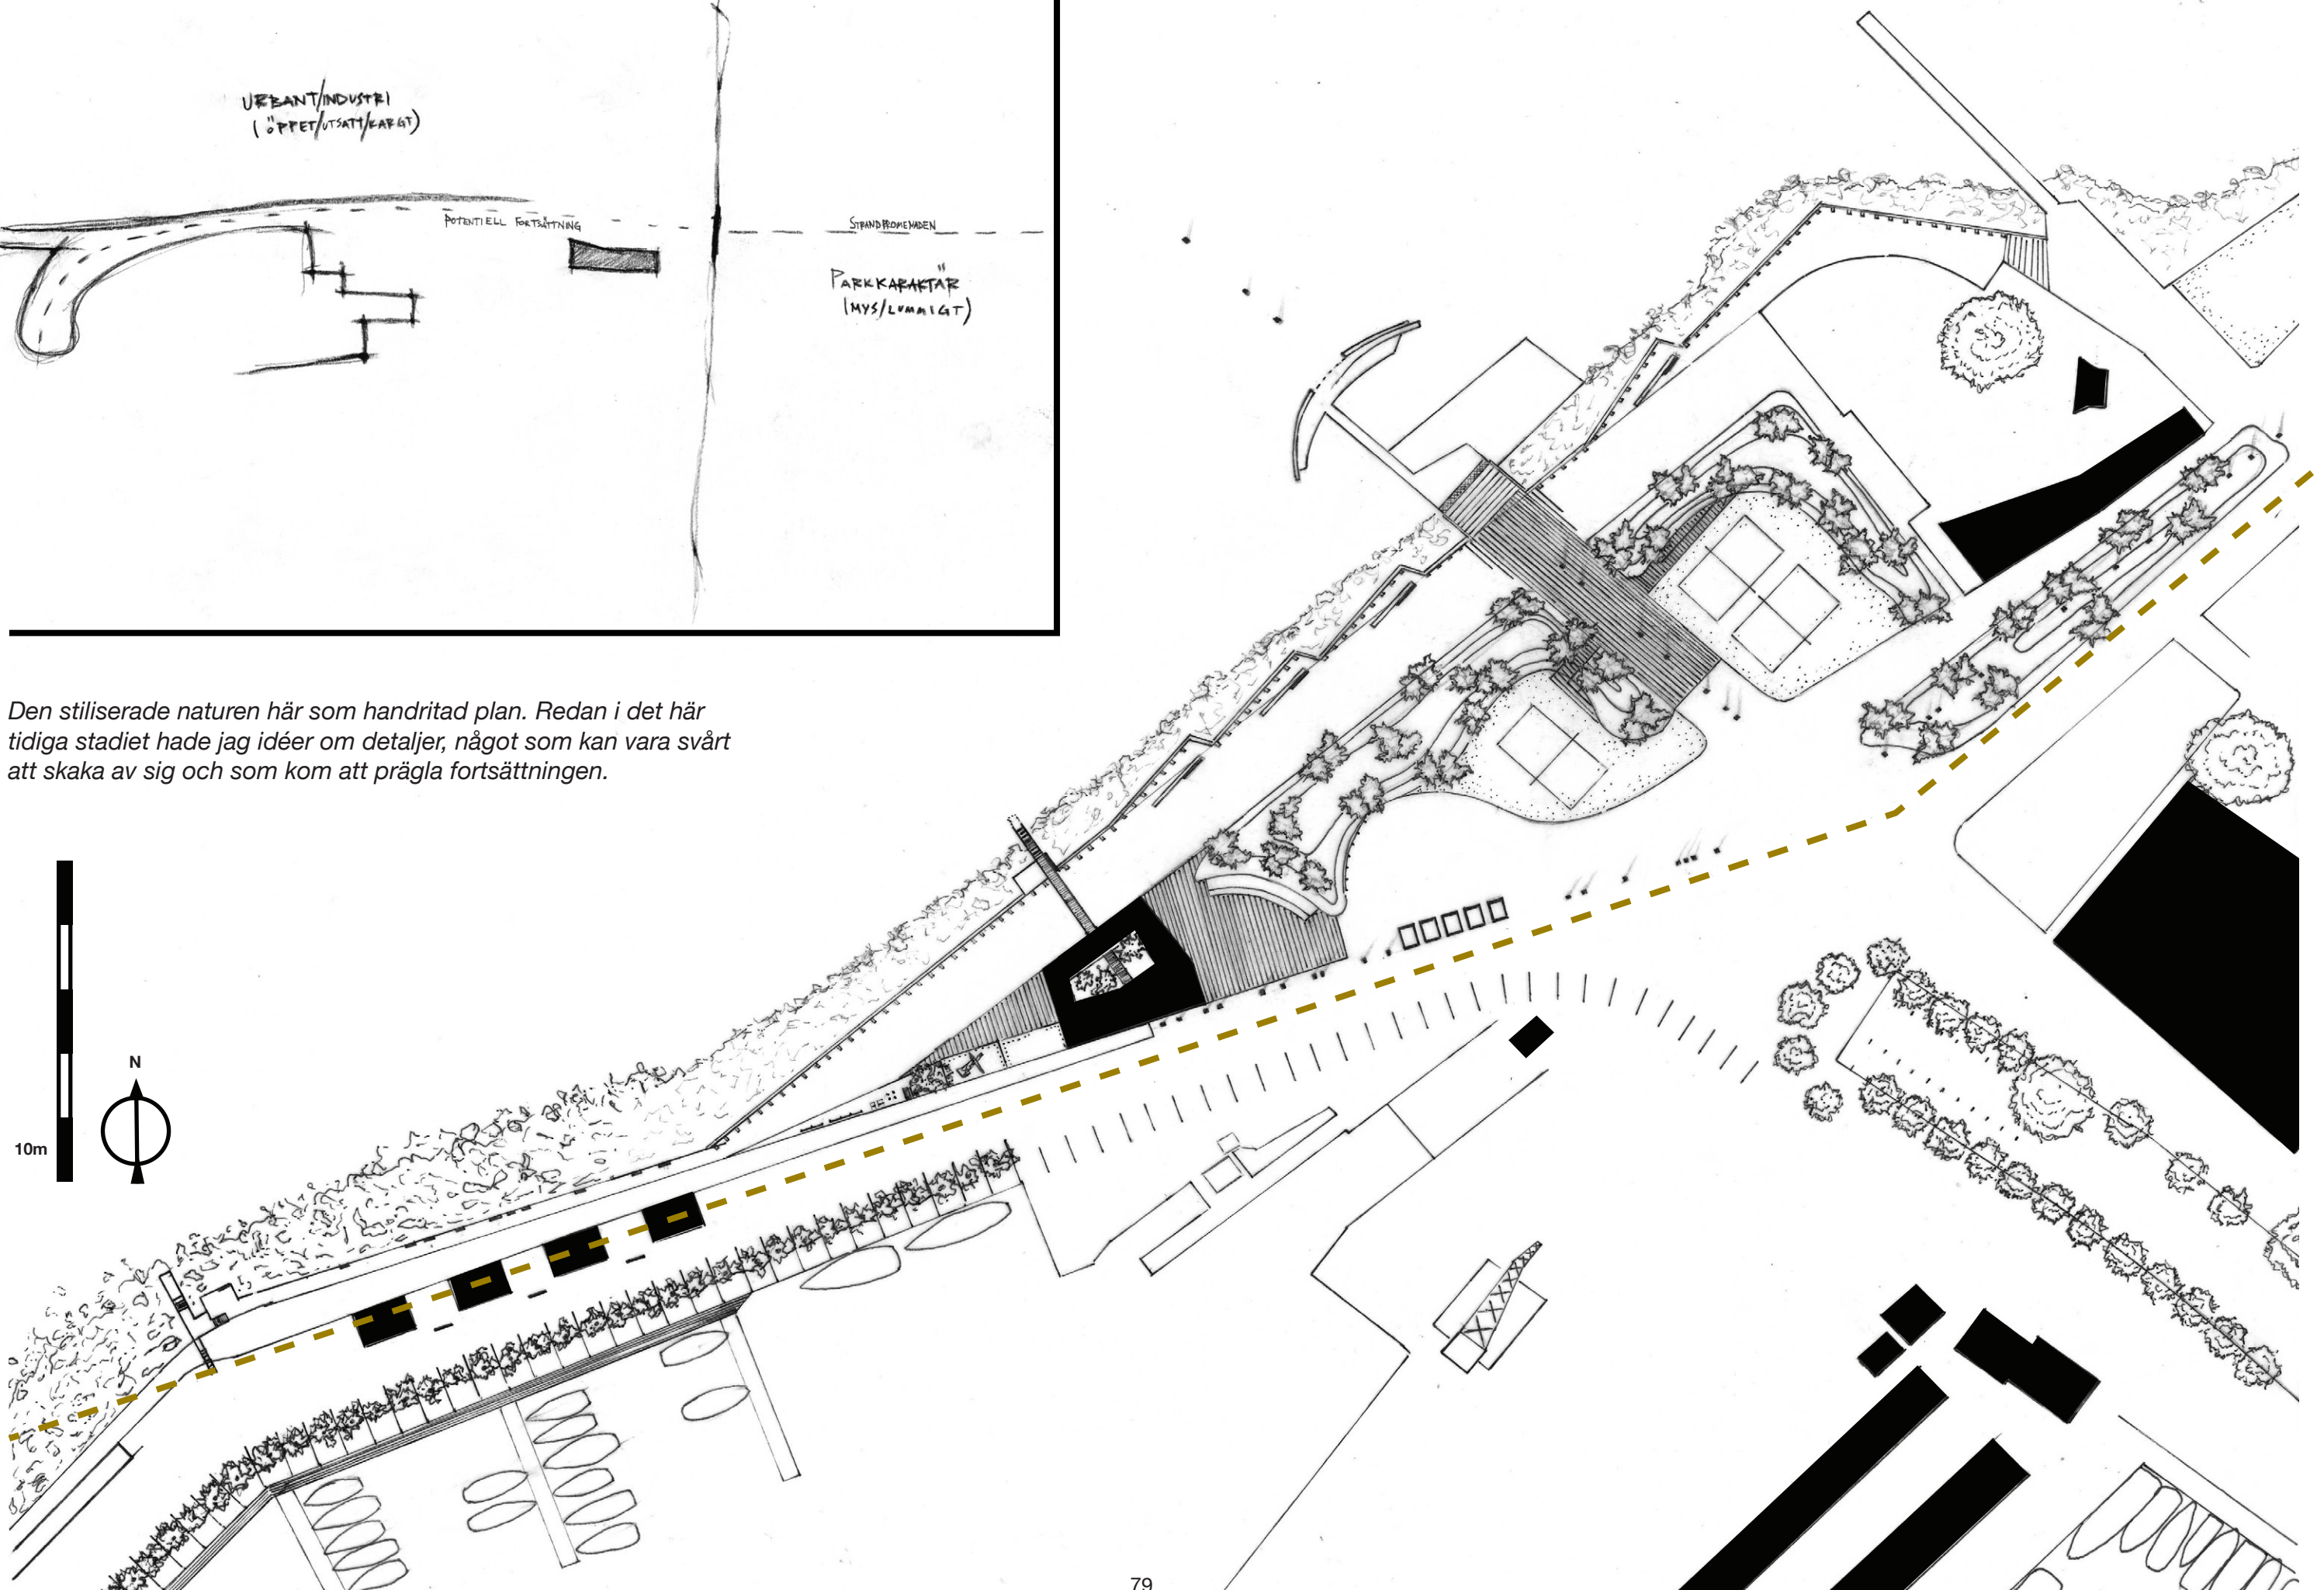 URBANT/INDUSTRI
(ÖPPET/UTSATT/KARGT)
POTENTIELL FORTSÄTTNING
STRANDPROMENADEN
PARKKARAKTÄR
(MYS/LUMMIGT)
Den stiliserade naturen här som handritad plan. Redan i det här
tidiga stadiet hade jag idéer om detaljer, något som kan vara svårt
att skaka av sig och som kom att prägla fortsättningen.
N
10m
79